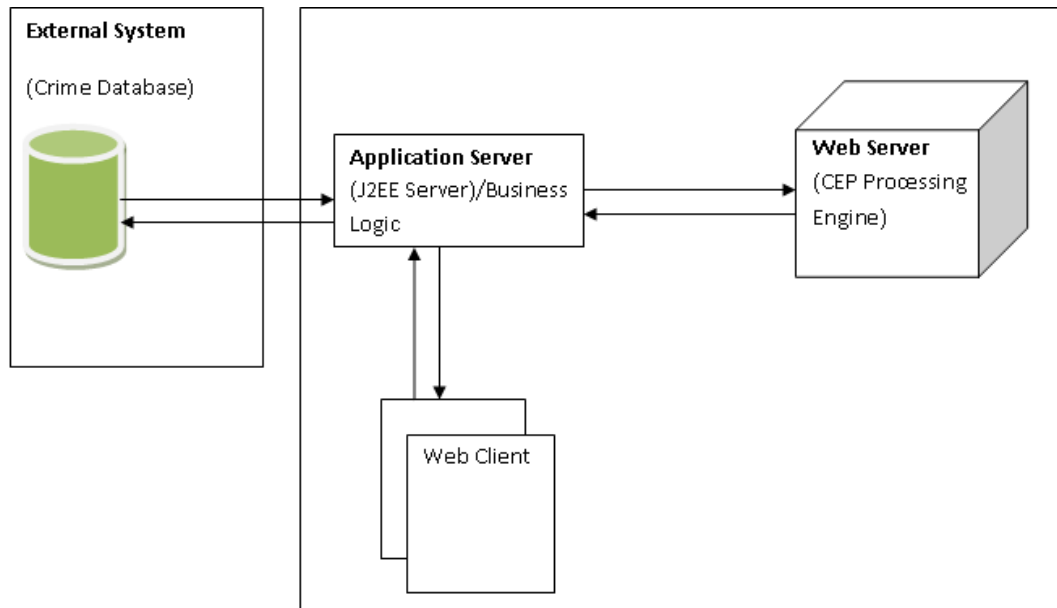 External System
(Crime Database)
Application Server
(J2EE Server)/Business
Logic
Web Server
(CEP Processing
Engine)
Web Client